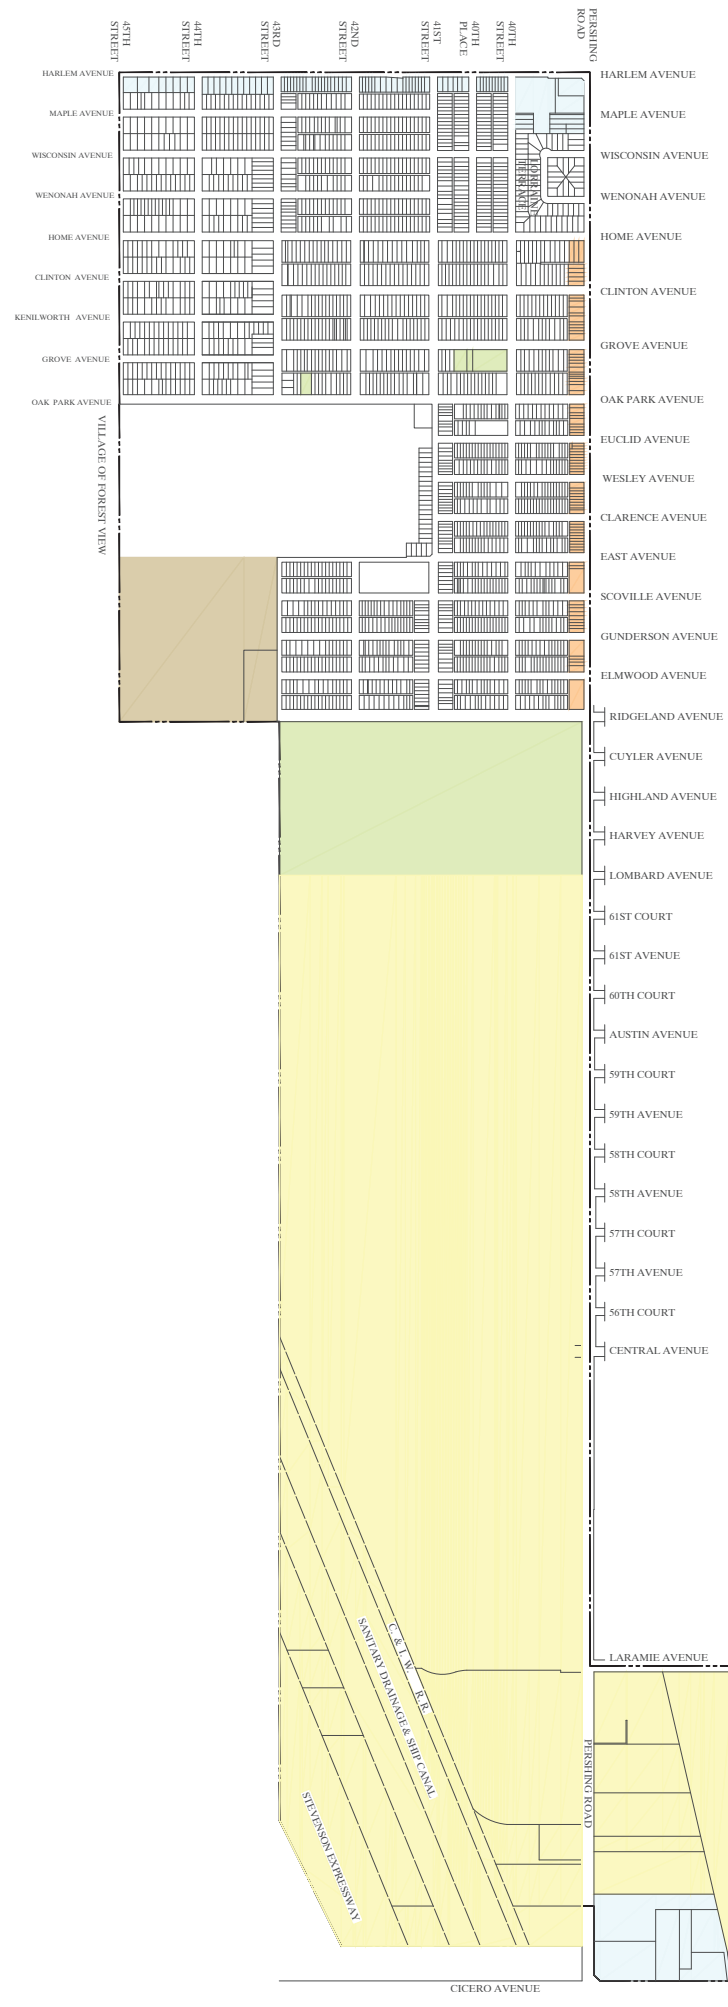 45TH
STREET
44TH
STREET
43RD
STREET
42ND
STREET
41ST
STREET
40TH
PLACE
40TH
STREET
PERSHING
ROAD
HARLEM AVENUE
MAPLE AVENUE
WISCONSIN AVENUE
WENONAH AVENUE
HOME AVENUE
CLINTON AVENUE
KENILWORTH AVENUE
GROVE AVENUE
OAK PARK AVENUE
VILLAGE OF FOREST VIEW
LORRAINE
TERRACE
HARLEM AVENUE
MAPLE AVENUE
WISCONSIN AVENUE
WENONAH AVENUE
HOME AVENUE
CLINTON AVENUE
GROVE AVENUE
OAK PARK AVENUE
EUCLID AVENUE
WESLEY AVENUE
CLARENCE AVENUE
EAST AVENUE
SCOVILLE AVENUE
GUNDERSON AVENUE
ELMWOOD AVENUE
RIDGELAND AVENUE
CUYLER AVENUE
HIGHLAND AVENUE
HARVEY AVENUE
LOMBARD AVENUE
61ST COURT
61ST AVENUE
60TH COURT
AUSTIN AVENUE
59TH COURT
59TH AVENUE
58TH COURT
58TH AVENUE
57TH COURT
57TH AVENUE
56TH COURT
CENTRAL AVENUE
LARAMIE AVENUE
C. & I. W. R. R.
SANITARY DRAINAGE & SHIP CANAL
STEVENSON EXPRESSWAY
PERSHING ROAD
CICERO AVENUE